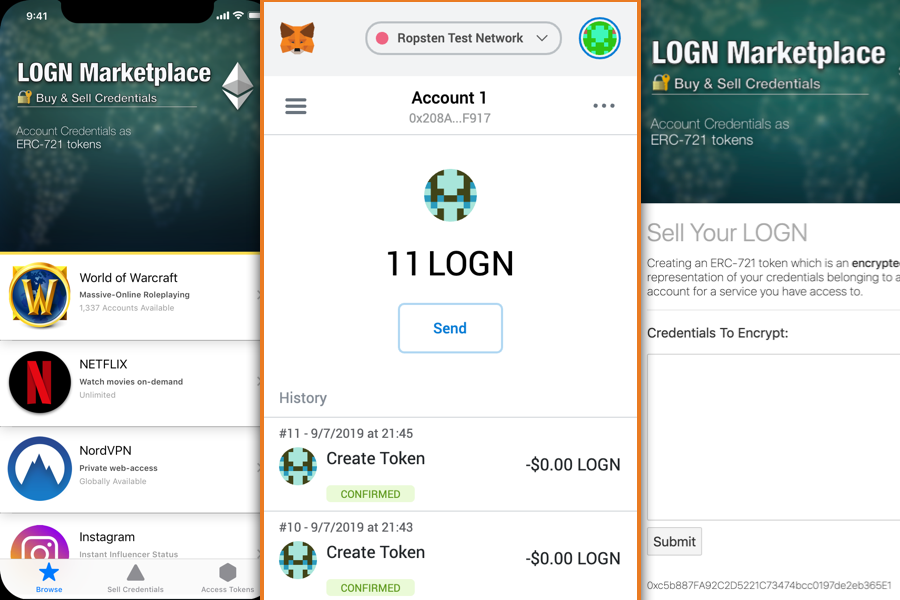 9:41
LOGN Marketplace
Buy & Sell Credentials
Account Credentials as
ERC-721 tokens
World of Warcraft
Massive-Online Roleplaying
1,337 Accounts Available
NETFLIX
Watch movies on-demand
Unlimited
NordVPN
Private web-access
Globally Available
Instagram
Instant Influencer Status
Browse
Sell Credentials
Access Tokens
Ropsten Test Network
Account 1
0x208A...F917
11 LOGN
Send
History
#11 - 9/7/2019 at 21:45
Create Token
-$0.00 LOGN
CONFIRMED
#10 - 9/7/2019 at 21:43
Create Token
-$0.00 LOGN
CONFIRMED
LOGN Marketplace
Buy & Sell Credentials
Account Credentials as
ERC-721 tokens
Sell Your LOGN
Creating an ERC-721 token which is an encrypted
representation of your credentials belonging to a
account for a service you have access to.
Credentials To Encrypt:
Submit
0xc5b887FA92C2D5221C73474bcc0197de2eb365E1